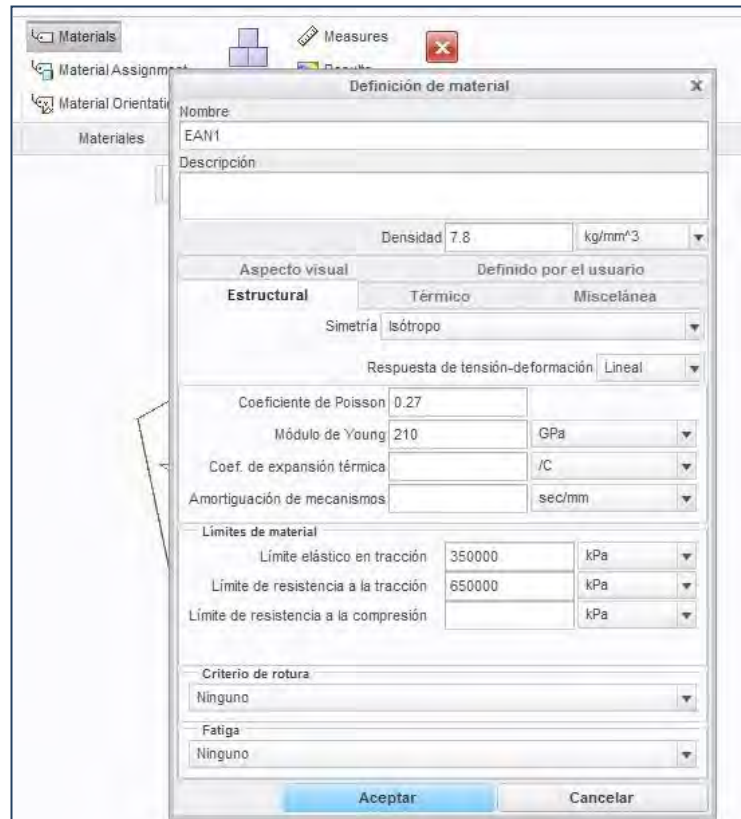 Materials
Measures
Material Assignment
Results
Material Orientati
Materiales
Definición de material
Nombre
EAN1
Descripción
Densidad 7.8 kg/mm^3
Aspecto visual Definido por el usuario
Estructural Térmico Miscelánea
Simetría Isótropo
Respuesta de tensión-deformación Lineal
Coeficiente de Poisson 0.27
Módulo de Young 210 GPa
Coef. de expansión térmica /C
Amortiguación de mecanismos sec/mm
Límites de material
Límite elástico en tracción 350000 kPa
Límite de resistencia a la tracción 650000 kPa
Límite de resistencia a la compresión kPa
Criterio de rotura
Ninguno
Fatiga
Ninguno
Aceptar Cancelar